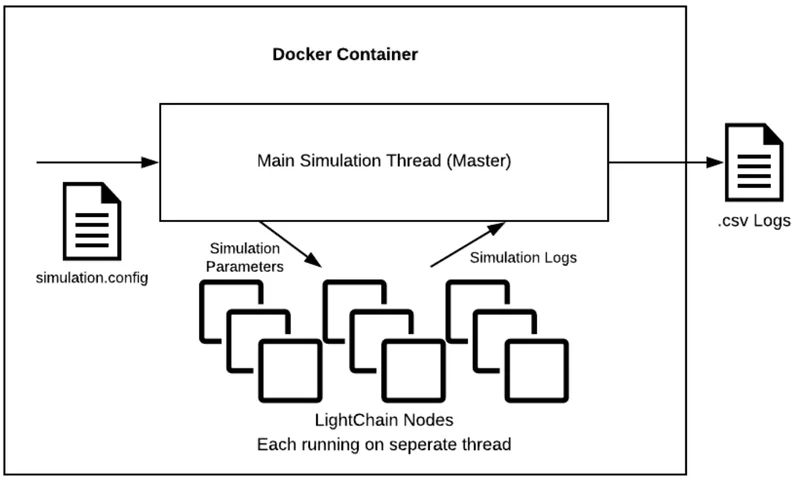 Docker Container
Main Simulation Thread (Master)
simulation.config
.csv Logs
Simulation
Parameters
Simulation Logs
LightChain Nodes
Each running on seperate thread